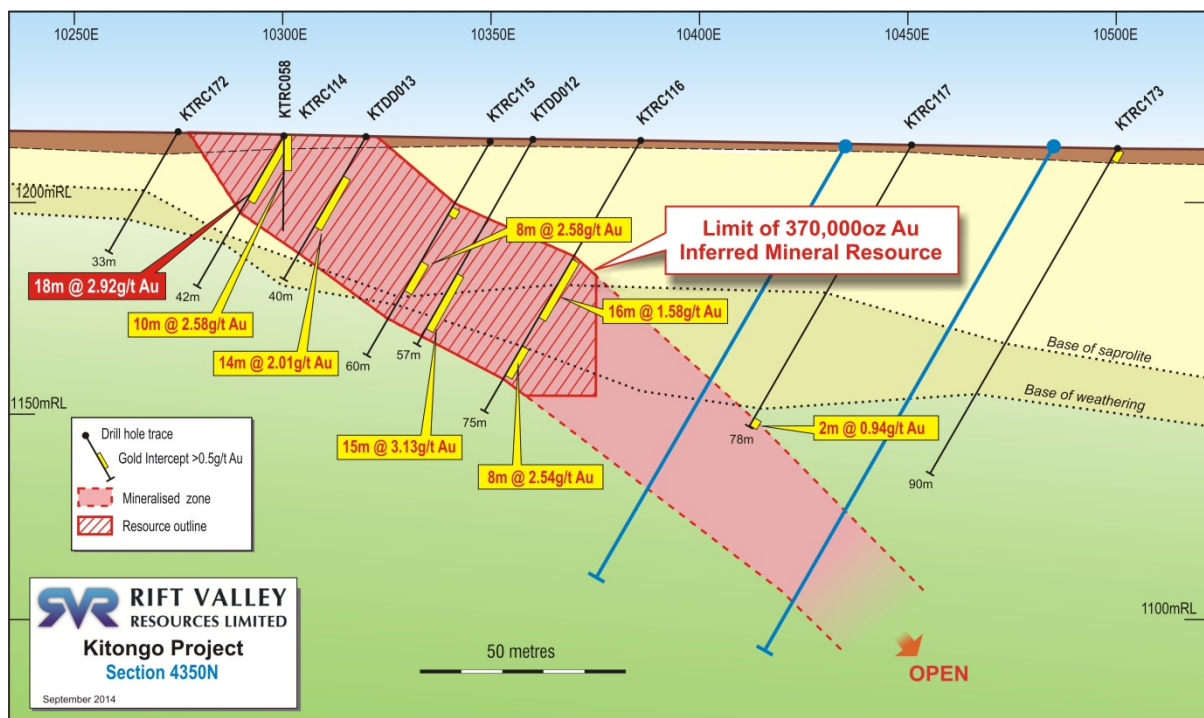 10250E
10300E
10350E
10400E
10450E
10500E
KTRC172
KTRC058
KTRC114
KTDD013
KTRC115
KTDD012
KTRC116
KTRC117
KTRC173
1200mRL
8m @ 2.58g/t Au
Limit of 370,000oz Au
Inferred Mineral Resource
33m
18m @ 2.92g/t Au
42m
40m
10m @ 2.58g/t Au
16m @ 1.58g/t Au
14m @ 2.01g/t Au
60m
57m
Base of saprolite
Base of weathering
1150mRL
75m
78m
2m @ 0.94g/t Au
15m @ 3.13g/t Au
8m @ 2.54g/t Au
90m
Drill hole trace
Gold Intercept >0.5g/t Au
Mineralised zone
Resource outline
SVR RIFT VALLEY
RESOURCES LIMITED
Kitongo Project
Section 4350N
September 2014
50 metres
1100mRL
OPEN